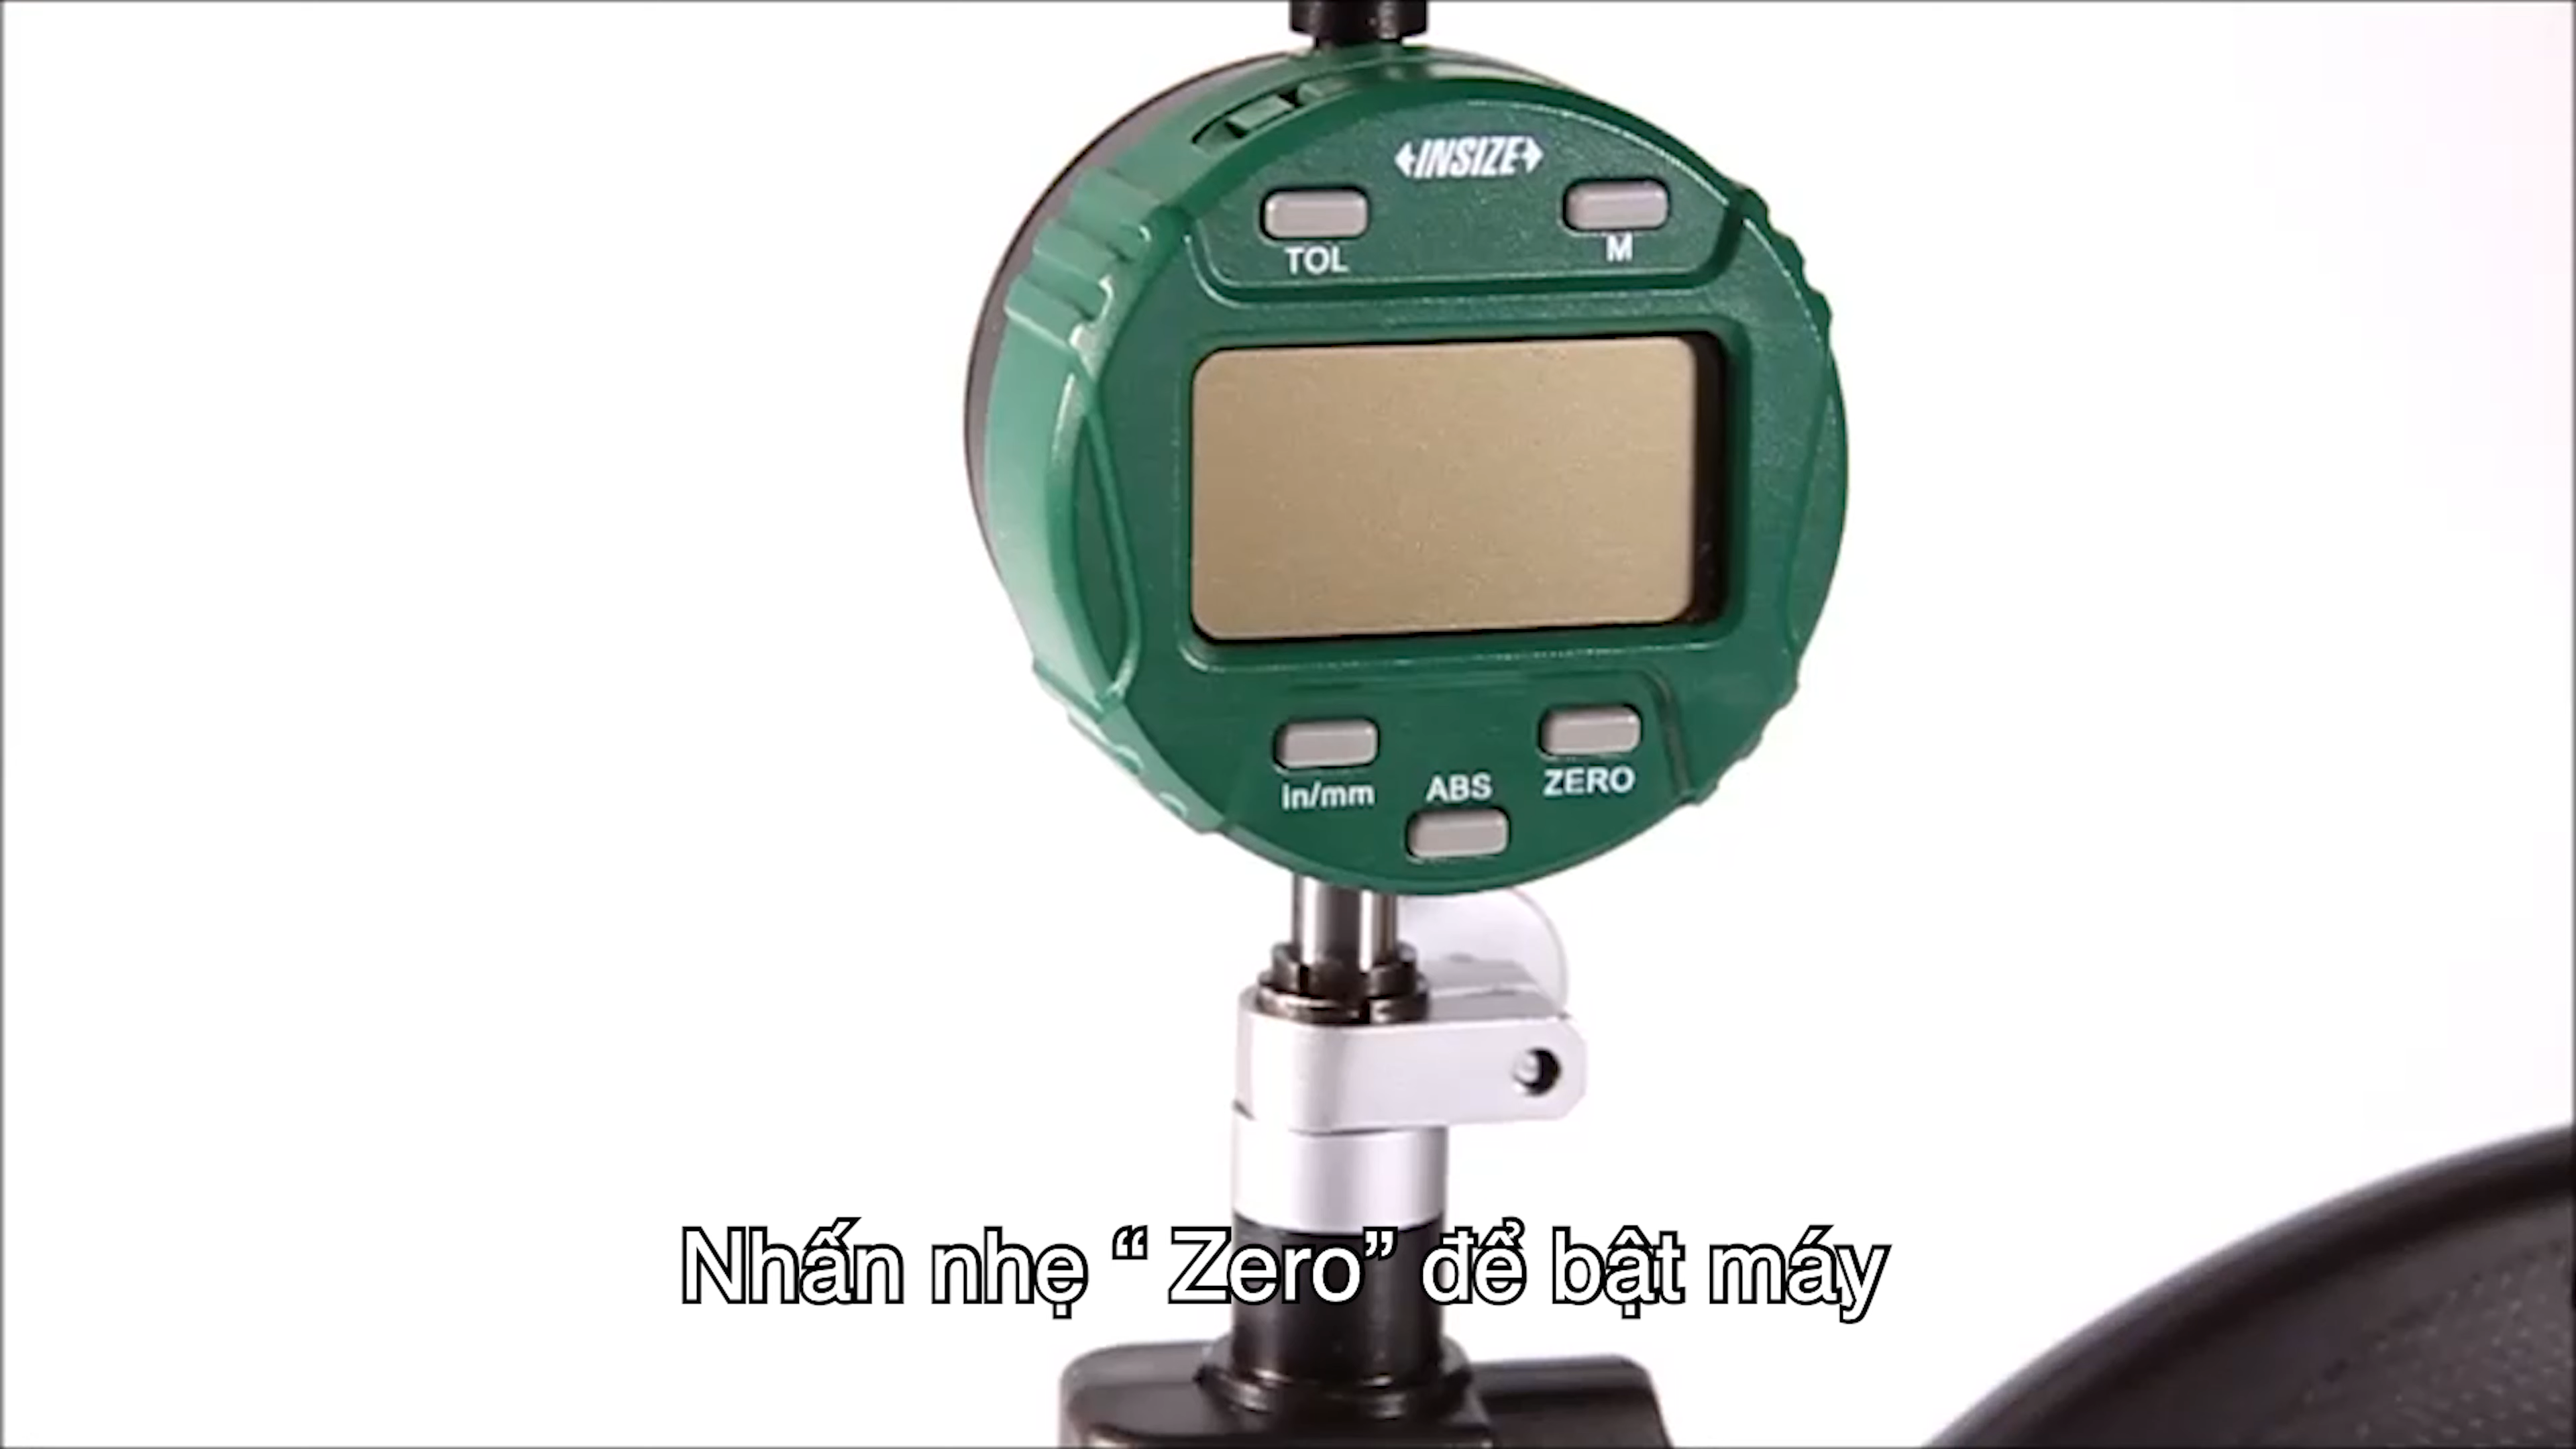 INSIZE
TOL
M
in/mm
ABS
ZERO
Nhấn nhẹ “ Zero” để bật máy